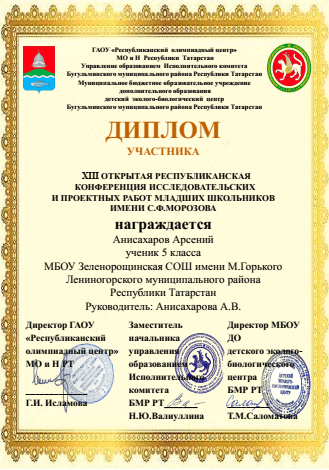 ГАОУ «Республиканский олимпиадный центр»
МО и Н Республики Татарстан
Управление образованием Исполнительного комитета
Бугульминского муниципального района Республики Татарстан
Муниципальное бюджетное образовательное учреждение
дополнительного образования
детский эколого-биологический центр
Бугульминского муниципального района Республики Татарстан
ДИПЛОМ
УЧАСТНИКА
XIII ОТКРЫТАЯ РЕСПУБЛИКАНСКАЯ
КОНФЕРЕНЦИЯ ИССЛЕДОВАТЕЛЬСКИХ
И ПРОЕКТНЫХ РАБОТ МЛАДШИХ ШКОЛЬНИКОВ
ИМЕНИ С.Ф.МОРОЗОВА
награждается
Анисахаров Арсений
ученик 5 класса
МБОУ Зеленорощинская СОШ имени М.Горького
Лениногорского муниципального района
Республики Татарстан
Руководитель: Анисахарова А.В.
Директор ГАОУ
«Республиканский
олимпиадный центр»
МО и Н РТ
Г.И. Исламова
Заместитель
начальника
управления
образованием
Исполнительного
комитета
БМР РТ
Н.Ю.Валиуллина
Директор МБОУ
ДО
детского эколого-
биологического
центра
БМР РТ
Т.М.Саломатова